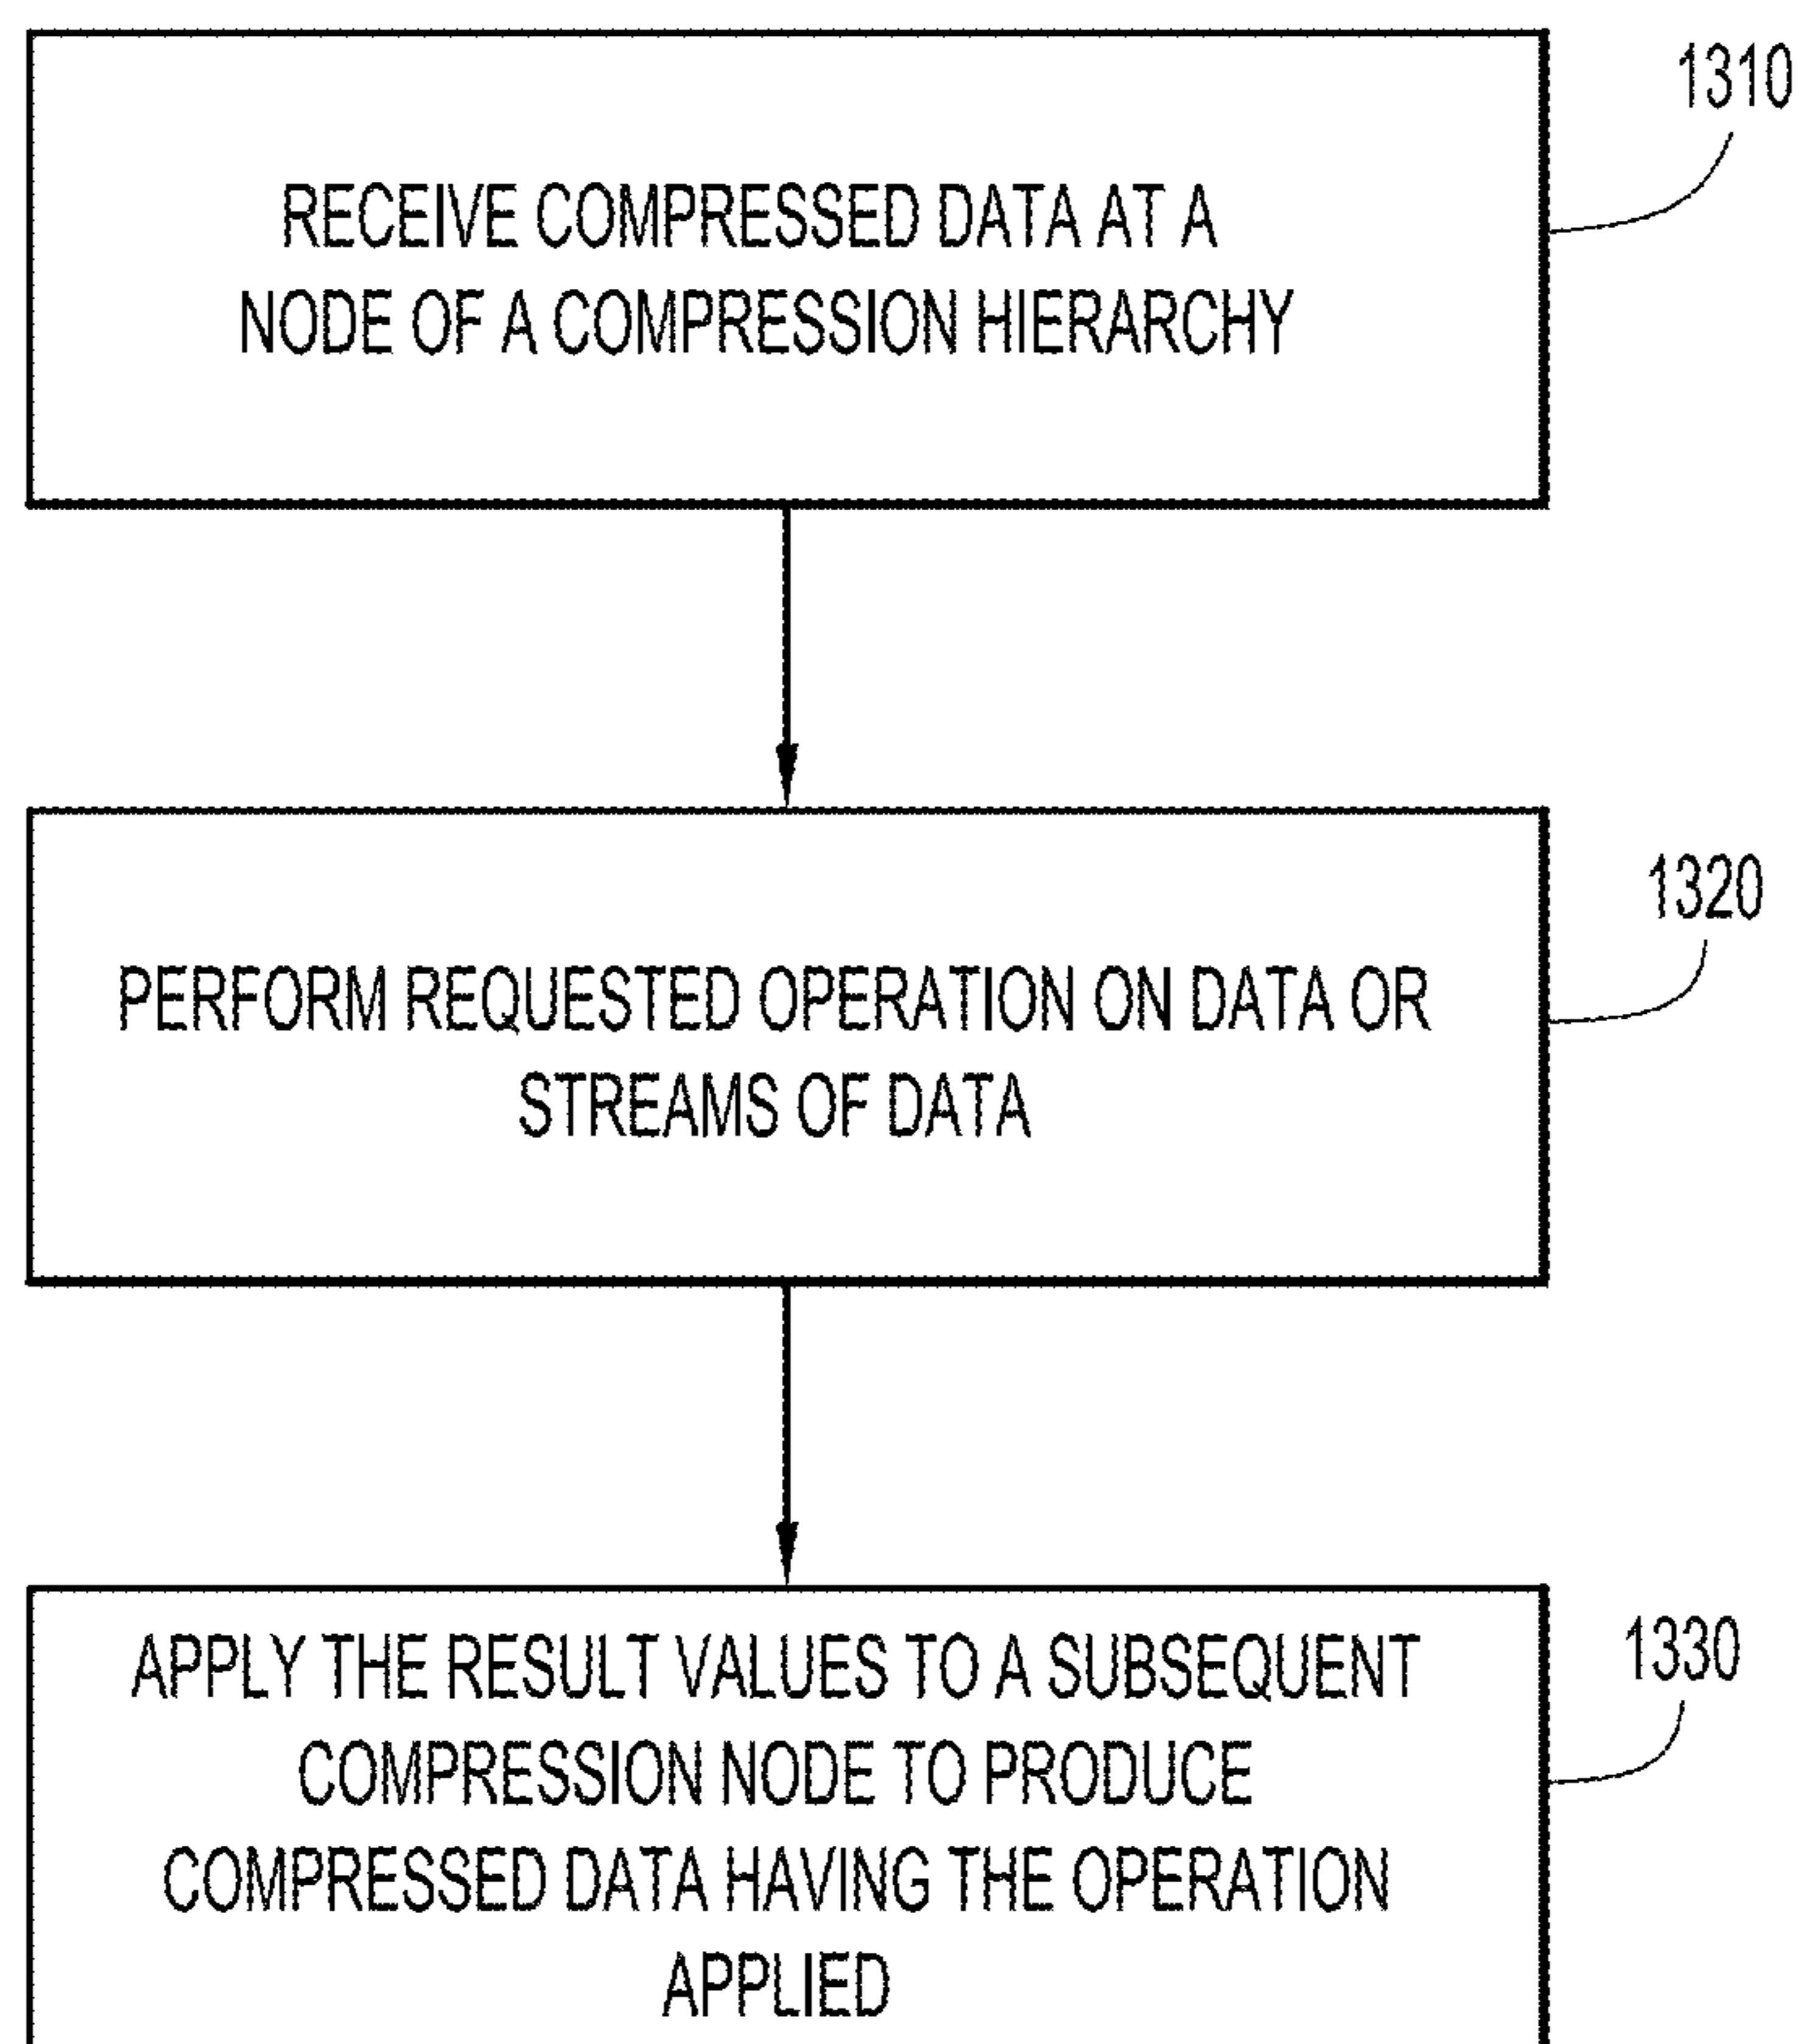 1310
RECEIVE COMPRESSED DATA AT A
NODE OF A COMPRESSION HIERARCHY
1320
PERFORM REQUESTED OPERATION ON DATA OR
STREAMS OF DATA
1330
APPLY THE RESULT VALUES TO A SUBSEQUENT
COMPRESSION NODE TO PRODUCE
COMPRESSED DATA HAVING THE OPERATION
APPLIED